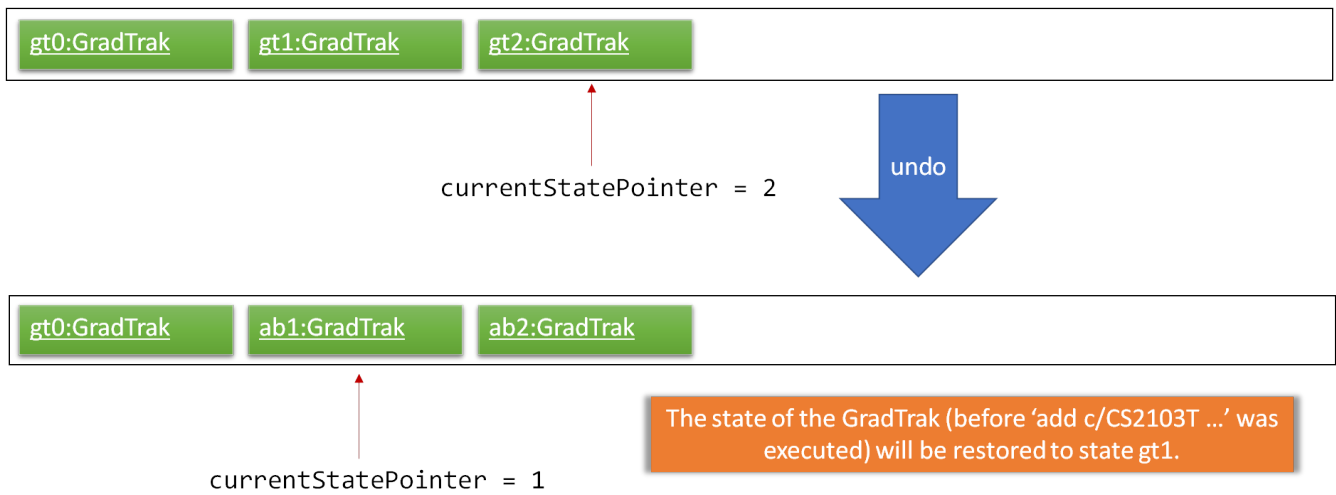 gt0:GradTrak gt1:GradTrak gt2:GradTrak
undo
currentStatePointer = 2
gt0:GradTrak ab1:GradTrak ab2:GradTrak
The state of the GradTrak (before ‘add c/CS2103T …’ was
executed) will be restored to state gt1.
currentStatePointer = 1